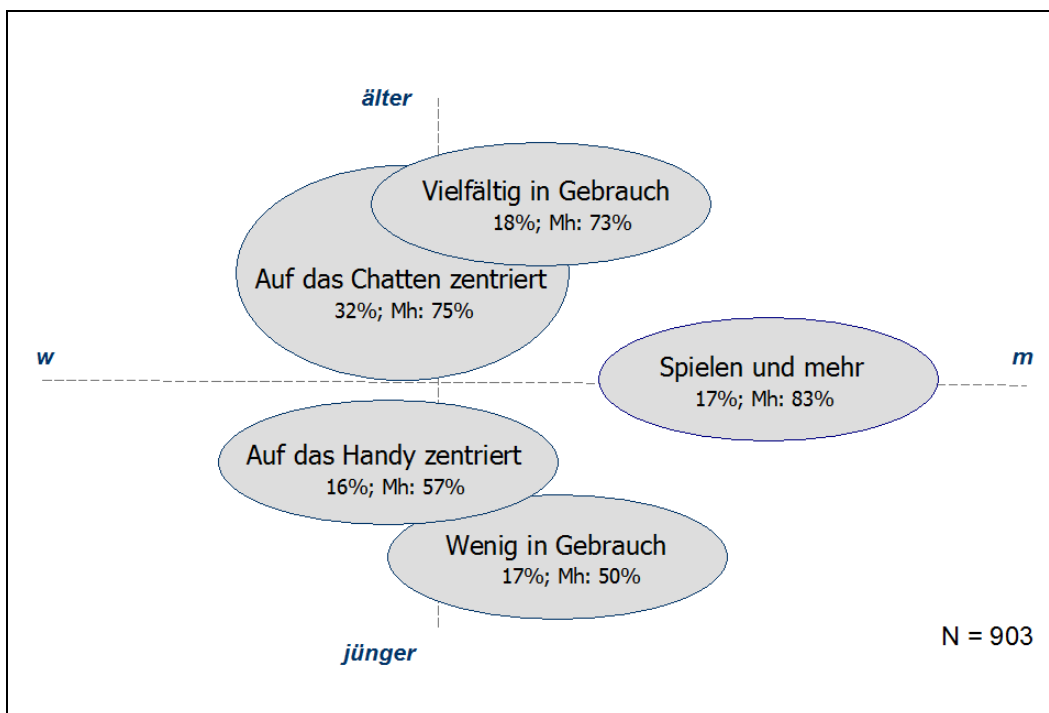 älter
Vielfältig in Gebrauch
18%; Mh: 73%
Auf das Chatten zentriert
32%; Mh: 75%
w
Spielen und mehr
17%; Mh: 83%
m
Auf das Handy zentriert
16%; Mh: 57%
Wenig in Gebrauch
17%; Mh: 50%
jünger
N = 903